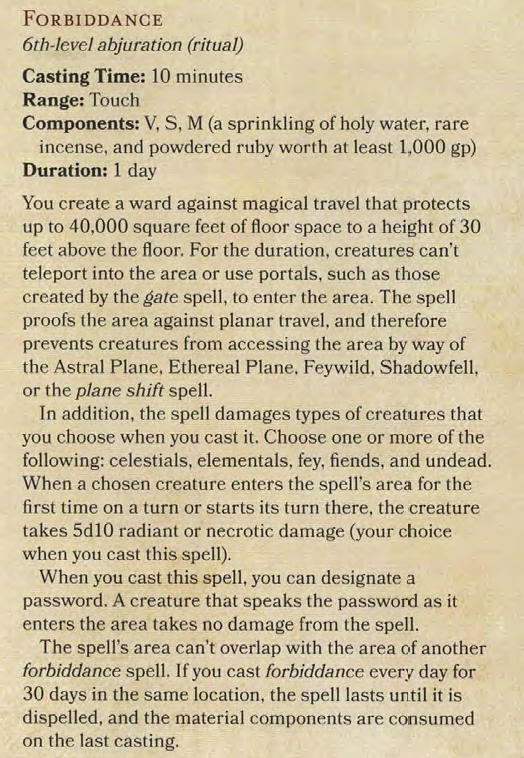 FORBIDDANCE
6th-level abjuration (ritual)
Casting Time: 10 minutes
Range: Touch
Components: V, S, M (a sprinkling of holy water, rare
incense, and powdered ruby worth at least 1,000 gp)
Duration: 1 day
You create a ward against magical travel that protects
up to 40,000 square feet of floor space to a height of 30
feet above the floor. For the duration, creatures can't
teleport into the area or use portals, such as those
created by the gate spell, to enter the area. The spell
proofs the area against planar travel, and therefore
prevents creatures from accessing the area by way of
the Astral Plane, Ethereal Plane, Feywild, Shadowfell,
or the plane shift spell.
In addition, the spell damages types of creatures that
you choose when you cast it. Choose one or more of the
following: celestials, elementals, fey, fiends, and undead.
When a chosen creature enters the spell's area for the
first time on a turn or starts its turn there, the creature
takes 5d10 radiant or necrotic damage (your choice
when you cast this spell).
When you cast this spell, you can designate a
password. A creature that speaks the password as it
enters the area takes no damage from the spell.
The spell's area can't overlap with the area of another
forbiddance spell. If you cast forbiddance every day for
30 days in the same location, the spell lasts until it is
dispelled, and the material components are consumed
on the last casting.